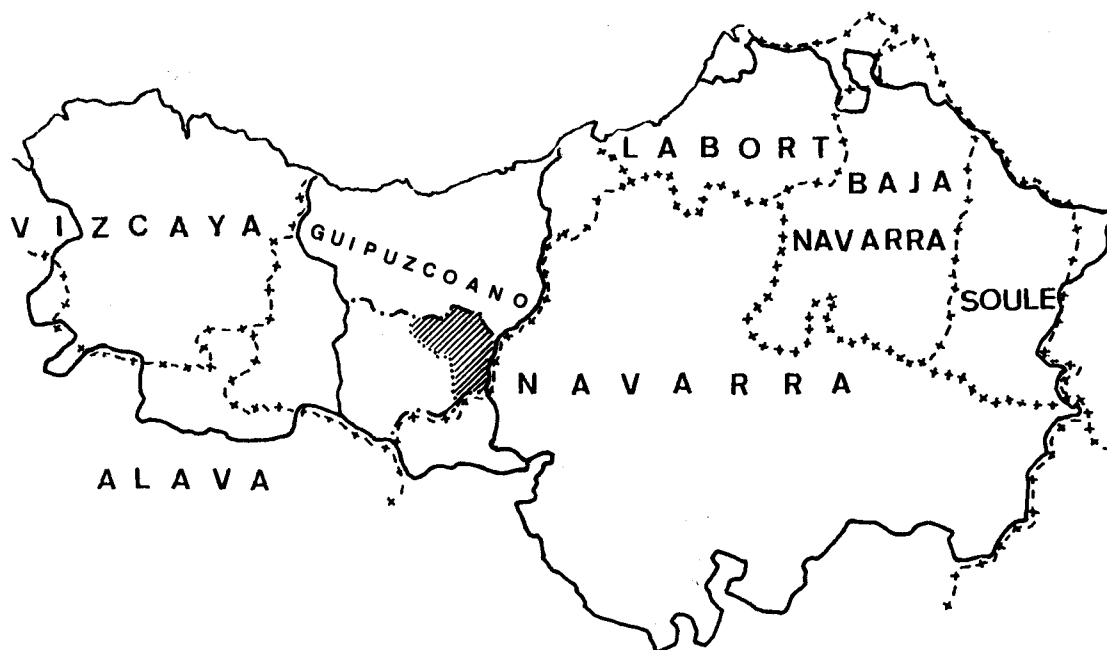 LABORT
BAJA
VIZCAYA
GUIPUZCOANO
NAVARRA
SOULE
NAVARRA
ALAVA